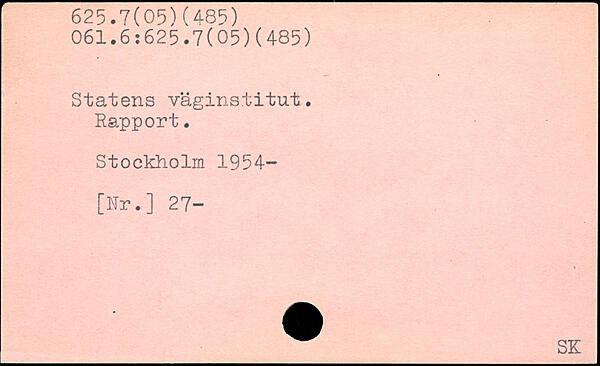 625.7(05)(485)
061.6:625.7(05)(485)
Statens väginstitut.
Rapport.
Stockholm 1954-
[Nr.] 27-
SK